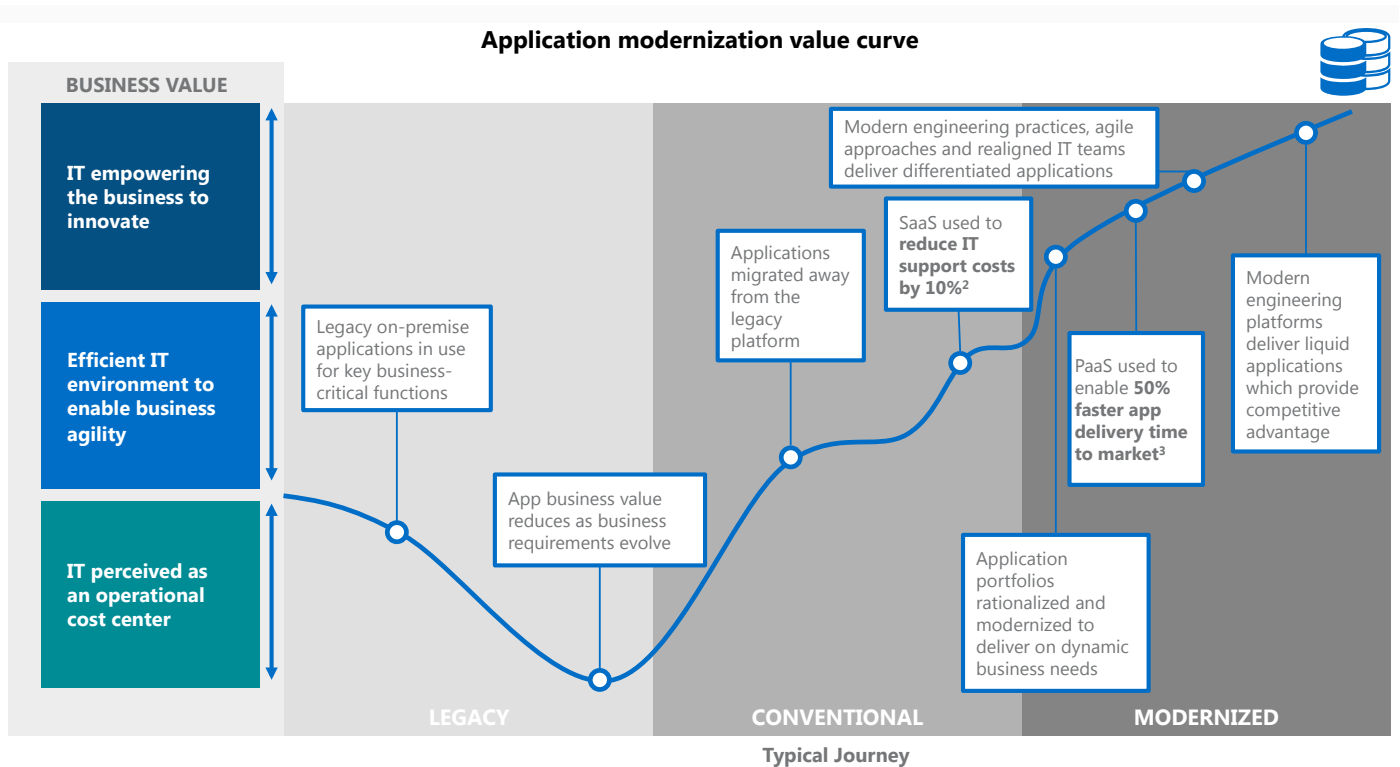 Application modernization value curve
BUSINESS VALUE
IT empowering
the business to
innovate
Efficient IT
environment to
enable business
agility
IT perceived as
an operational
cost center
Legacy on-premise
applications in use
for key business-
critical functions
App business value
reduces as business
requirements evolve
Applications
migrated away
from the
legacy
platform
SaaS used to
reduce IT
support costs
by 10%²
Modern engineering practices, agile
approaches and realigned IT teams
deliver differentiated applications
Application
portfolios
rationalized and
modernized to
deliver on dynamic
business needs
PaaS used to
enable 50%
faster app
delivery time
to market³
Modern
engineering
platforms
deliver liquid
applications
which provide
competitive
advantage
LEGACY
CONVENTIONAL
MODERNIZED
Typical Journey